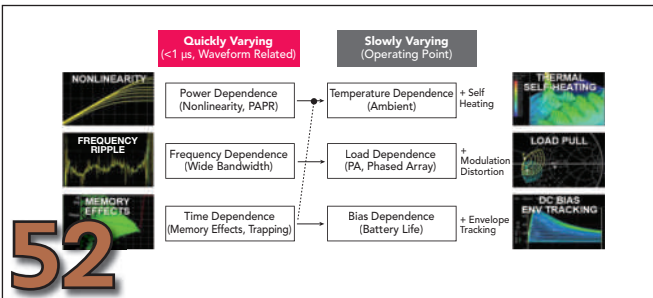 Quickly Varying
(<1 µs, Waveform Related)
Slowly Varying
(Operating Point)
NONLINEARITY
Power Dependence
(Nonlinearity, PAPR)
Temperature Dependence
(Ambient)
+ Self
Heating
THERMAL
SELF-HEATING
FREQUENCY
RIPPLE
Frequency Dependence
(Wide Bandwidth)
Load Dependence
(PA, Phased Array)
+
Modulation
Distortion
LOAD PULL
MEMORY
EFFECTS
Time Dependence
(Memory Effects, Trapping)
Bias Dependence
(Battery Life)
+ Envelope
Tracking
DC BIAS
ENV TRACKING
52